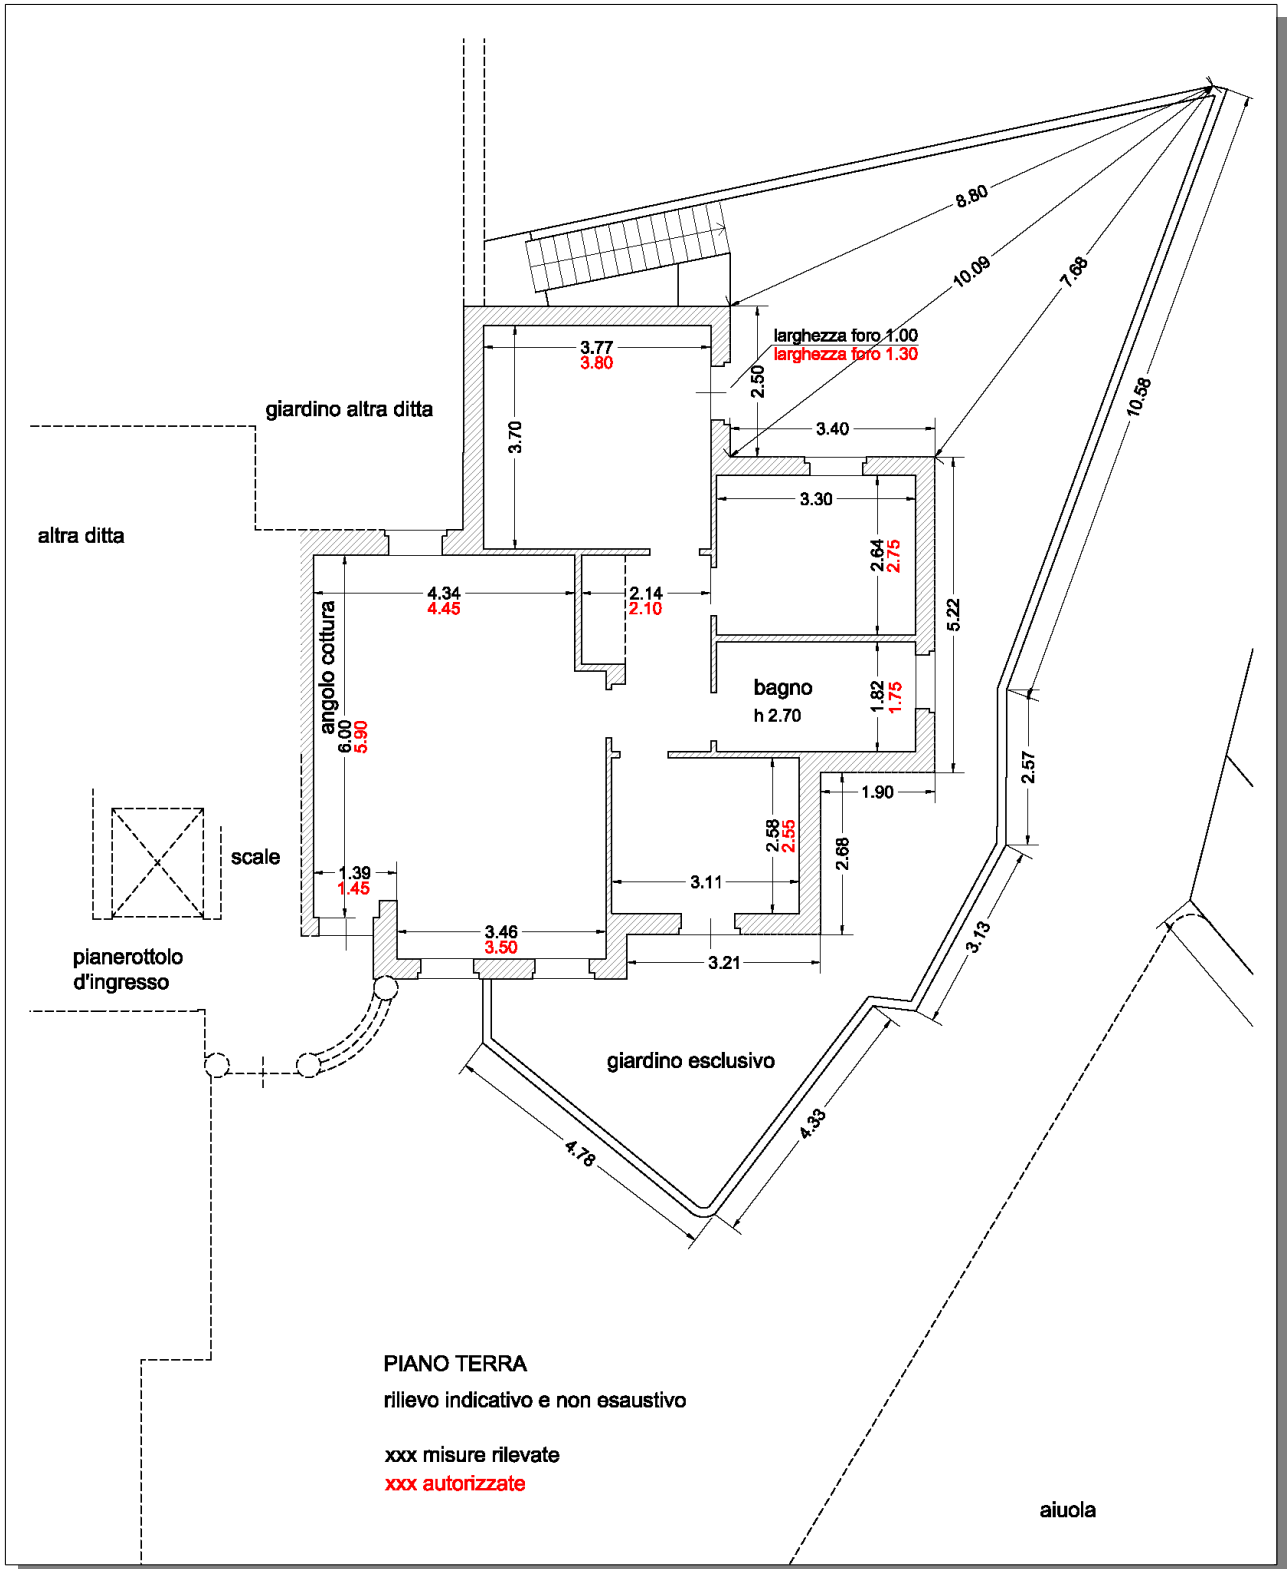 8.80
10.09
7.68
larghezza foro 1.00
larghezza foro 1.30
3.77
3.80
2.50
10.58
giardino altra ditta
3.70
3.40
3.30
altra ditta
2.64
2.75
4.34
4.45
2.14
2.10
5.22
angolo cottura
6.00
5.90
bagno
h 2.70
1.82
1.75
2.57
1.90
2.58
2.55
2.68
scale
1.39
1.45
3.11
3.46
3.50
3.21
3.13
pianerottolo
d'ingresso
giardino esclusivo
4.33
4.78
PIANO TERRA
rilievo indicativo e non esaustivo
xxx misure rilevate
xxx autorizzate
aiuola